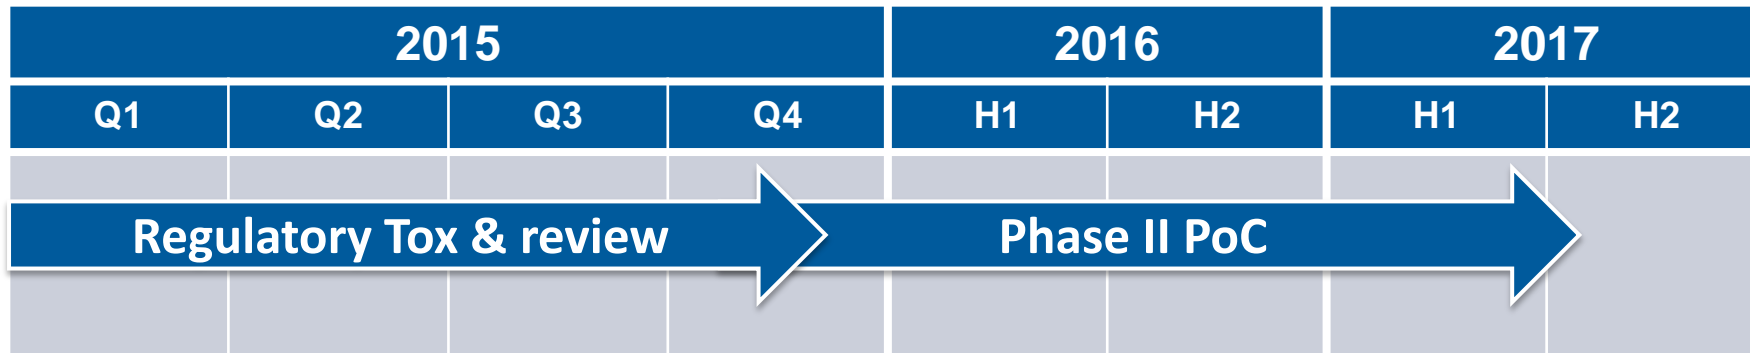 2015 2016 2017
Q1 Q2 Q3 Q4 H1 H2 H1 H2
Regulatory Tox & review Phase II PoC